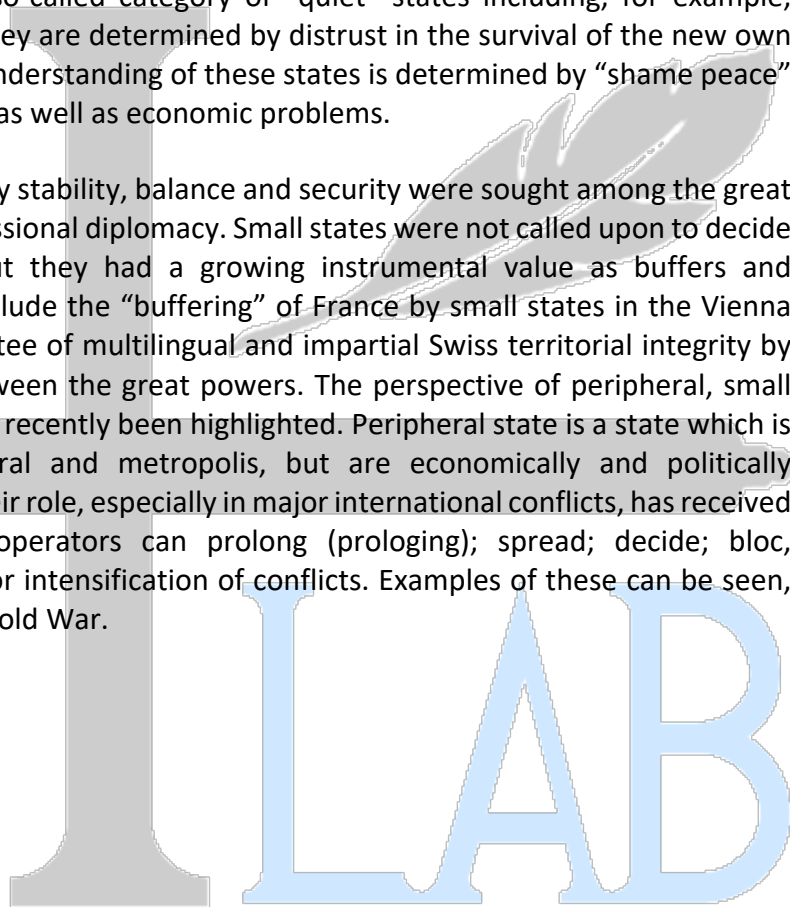 so called category of "quiet" states including, for example,
ey are determined by distrust in the survival of the new own
nderstanding of these states is determined by “shame peace”
as well as economic problems.
y stability, balance and security were sought among the great
ssional diplomacy. Small states were not called upon to decide
ut they had a growing instrumental value as buffers and
clude the “buffering” of France by small states in the Vienna
tee of multilingual and impartial Swiss territorial integrity by
ween the great powers. The perspective of peripheral, small
recently been highlighted. Peripheral state is a state which is
ral and metropolis, but are economically and politically
eir role, especially in major international conflicts, has received
operators can prolong (prologing); spread; decide; bloc,
or intensification of conflicts. Examples of these can be seen,
old War.
LAB